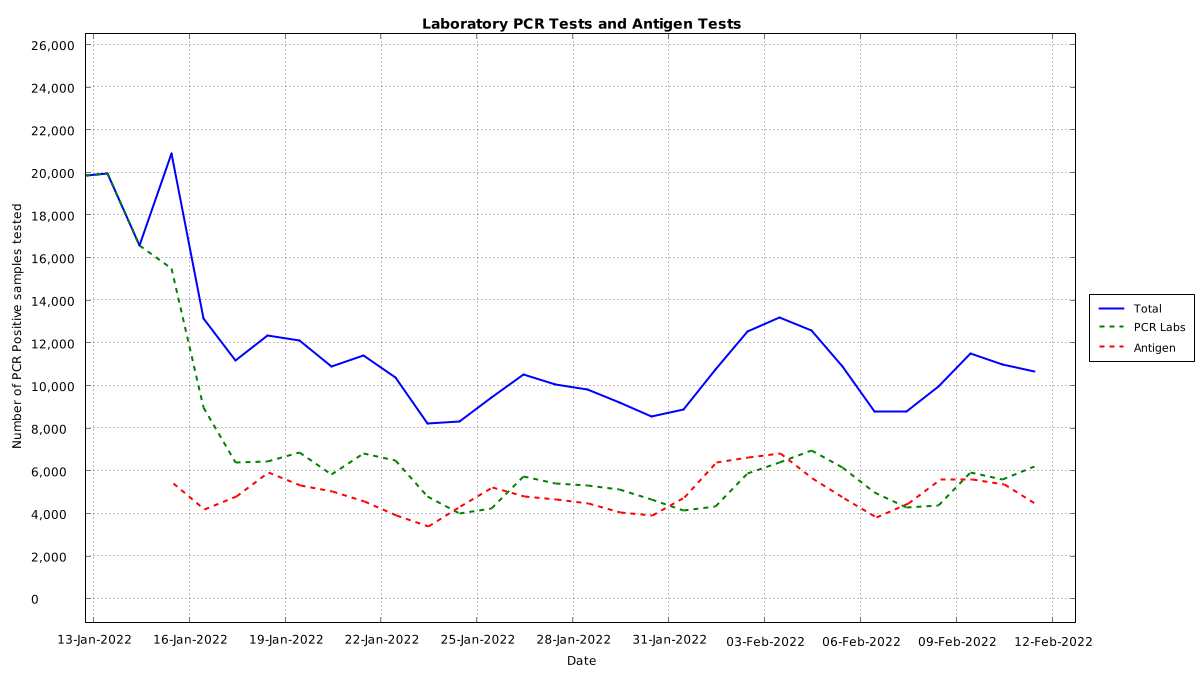 Laboratory PCR Tests and Antigen Tests
26,000
24,000
22,000
20,000
18,000
16,000
14,000
12,000
10,000
8,000
6,000
4,000
2,000
0
Number of PCR Positive samples tested
13-Jan-2022 16-Jan-2022 19-Jan-2022 22-Jan-2022 25-Jan-2022 28-Jan-2022 31-Jan-2022 03-Feb-2022 06-Feb-2022 09-Feb-2022 12-Feb-2022
Date
Total
PCR Labs
Antigen